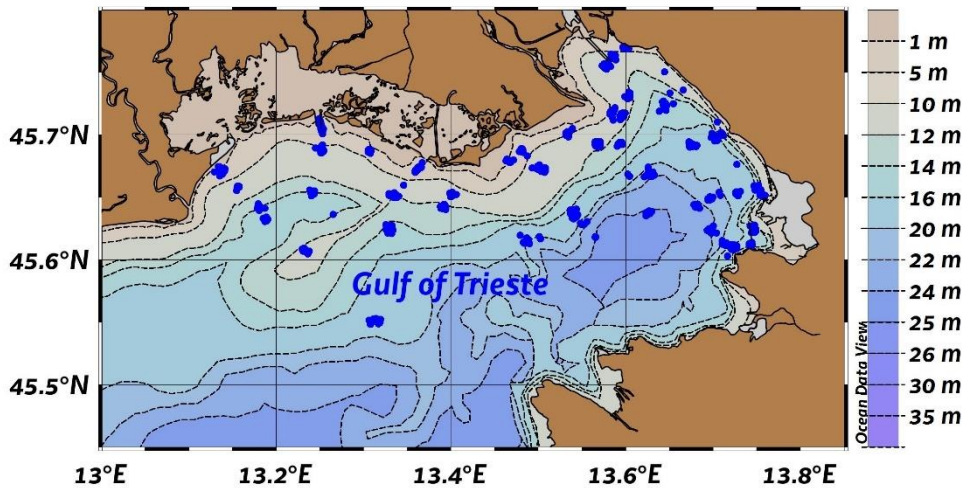 1 m
5 m
10 m
12 m
14 m
16 m
20 m
22 m
24 m
25 m
26 m
30 m
35 m
Ocean Data View
45.7°N
45.6°N
45.5°N
Gulf of Trieste
13°E
13.2°E
13.4°E
13.6°E
13.8°E